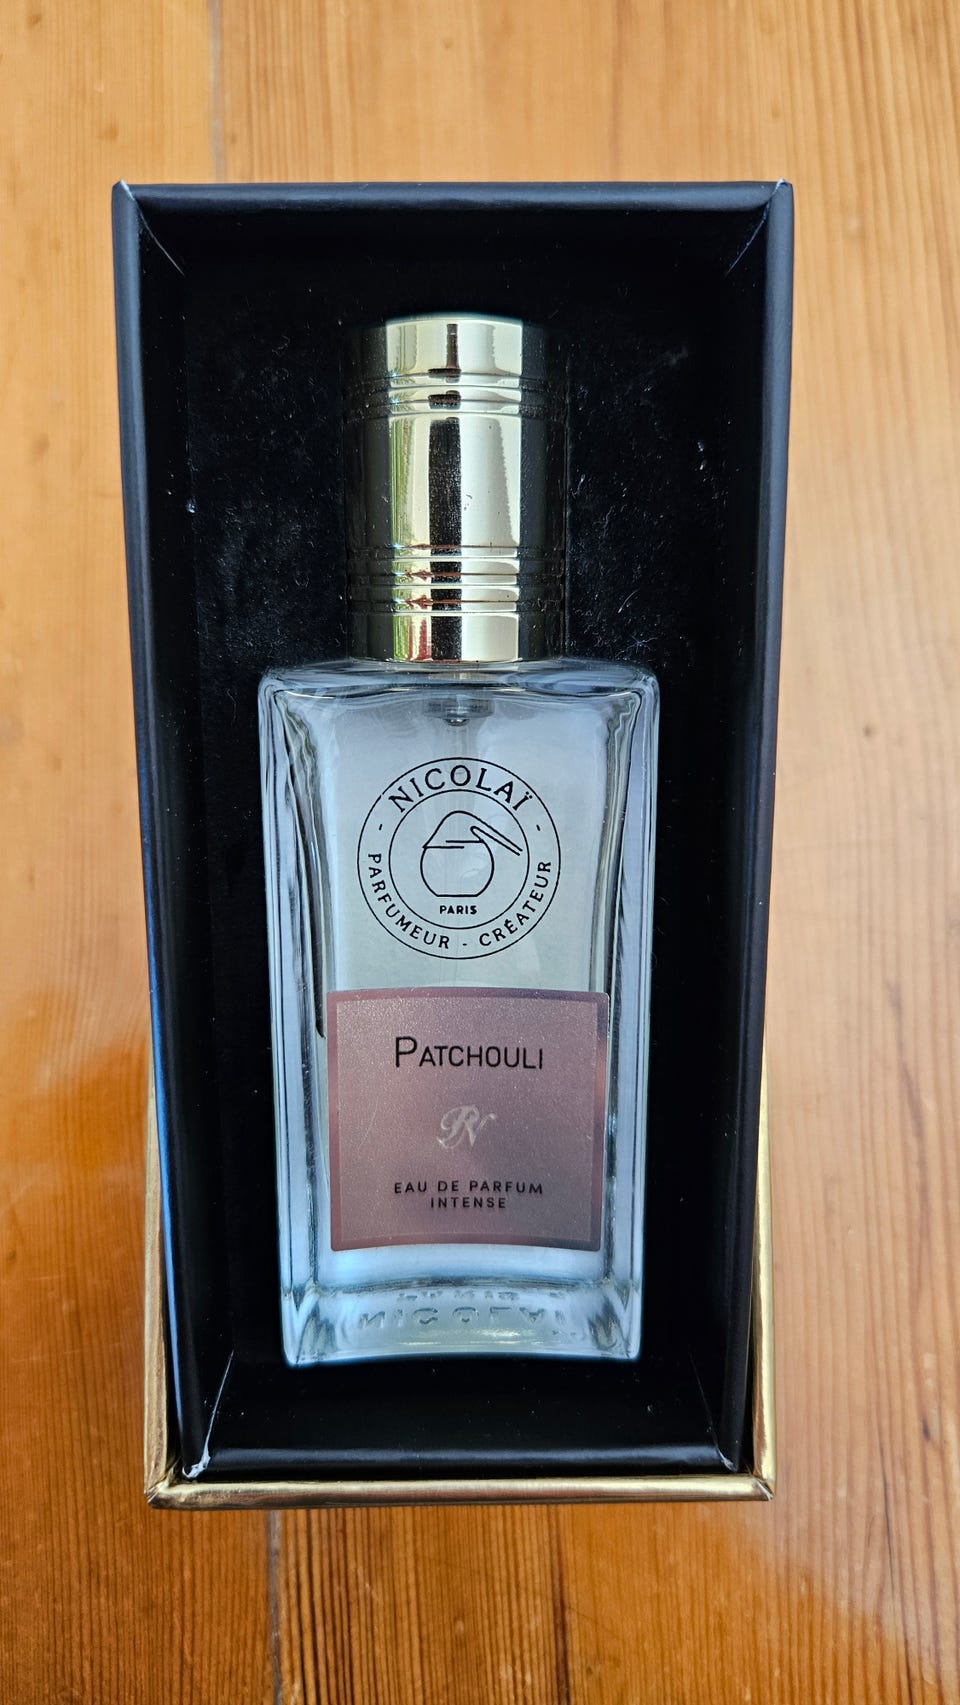 NICOLAÏ
PARFUMEUR - CRÉATEUR
PARIS
PATCHOULI
PN
EAU DE PARFUM
INTENSE
NICOLAÏ